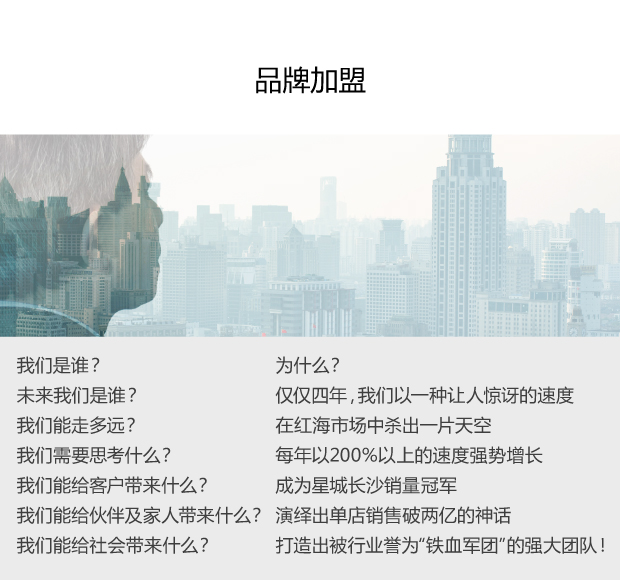 品牌加盟
我们是谁？
未来我们是谁？
我们能走多远？
我们需要思考什么？
我们能给客户带来什么？
我们能给伙伴及家人带来什么？
我们能给社会带来什么？
为什么？
仅仅四年，我们以一种让人惊讶的速度
在红海市场中杀出一片天空
每年以200%以上的速度强势增长
成为星城长沙销量冠军
演绎出单店销售破两亿的神话
打造出被行业誉为“铁血军团”的强大团队！